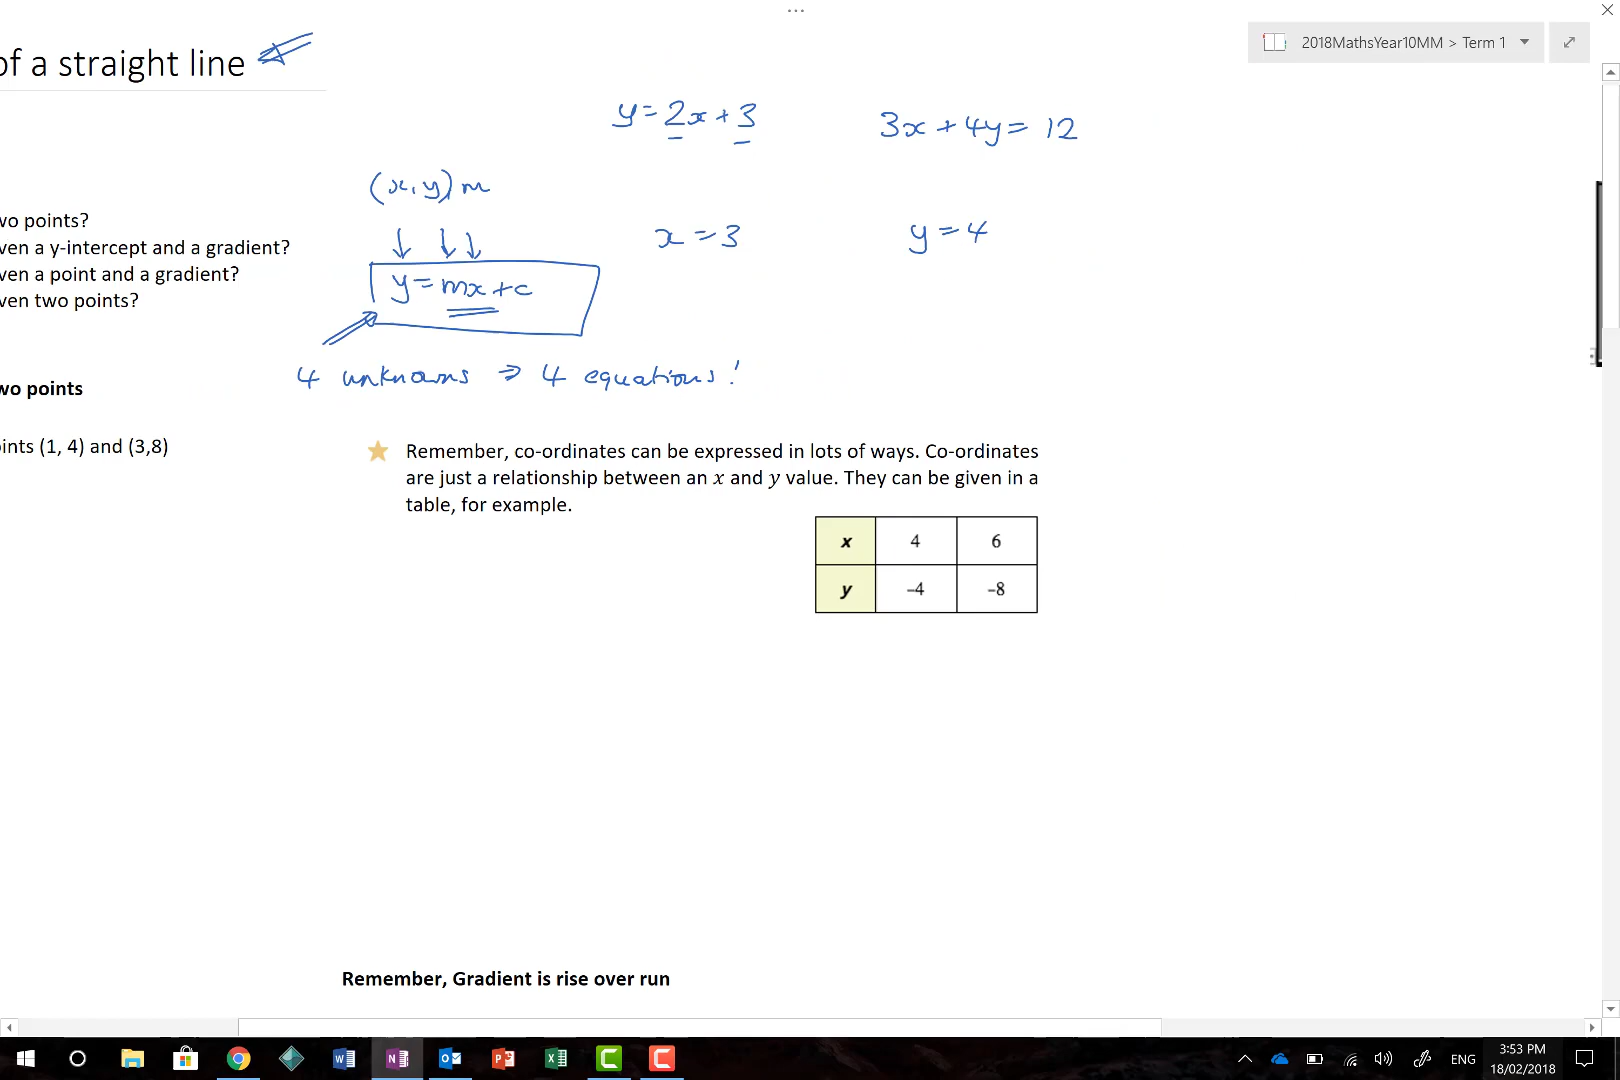 of a straight line
2018MathsYear10MM > Term 1
y = 2x + 3
3x + 4y = 12
(x, y) m
x = 3
y = 4
wo points?
ven a y-intercept and a gradient?
ven a point and a gradient?
ven two points?
y = mx + c
4 unknowns ⇒ 4 equations!
wo points
ints (1, 4) and (3,8)
Remember, co-ordinates can be expressed in lots of ways. Co-ordinates
are just a relationship between an x and y value. They can be given in a
table, for example.
x 4 6
y –4 –8
Remember, Gradient is rise over run
ENG
3:53 PM
18/02/2018